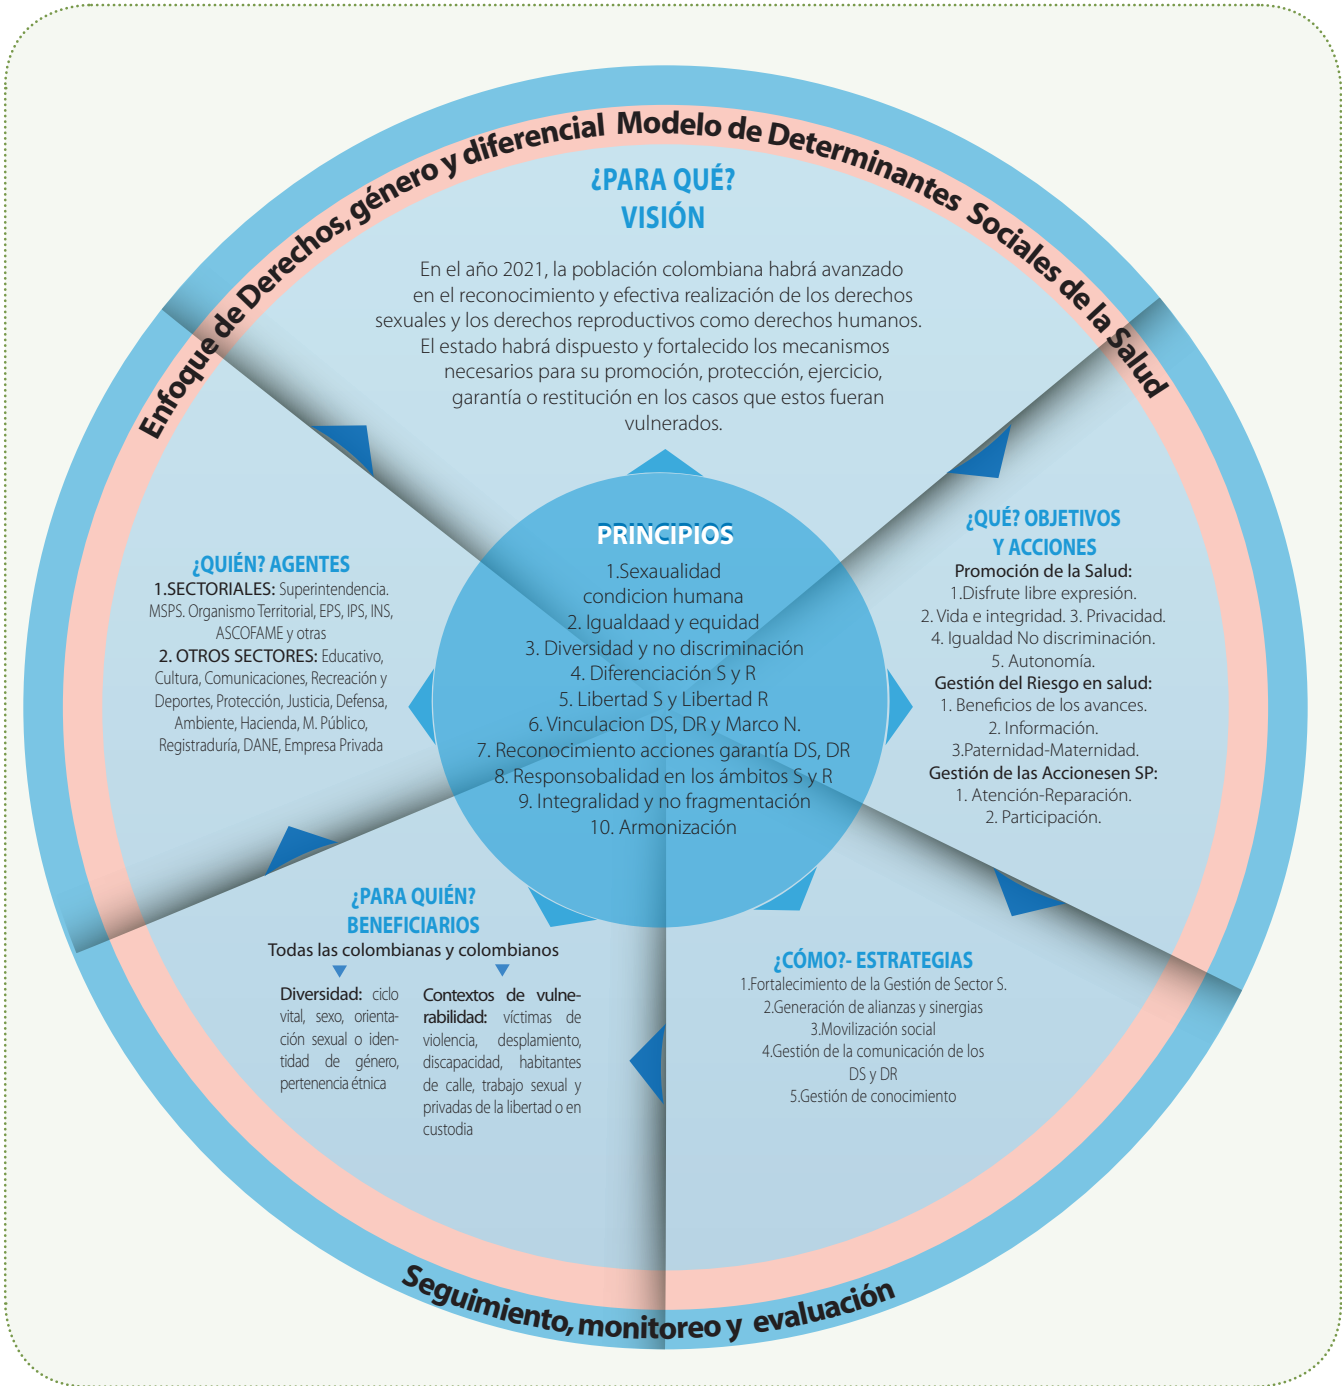 Enfoque de Derechos, género y diferencial Modelo de Determinantes Sociales de la Salud
¿PARA QUÉ?
VISIÓN
En el año 2021, la población colombiana habrá avanzado
en el reconocimiento y efectiva realización de los derechos
sexuales y los derechos reproductivos como derechos humanos.
El estado habrá dispuesto y fortalecido los mecanismos
necesarios para su promoción, protección, ejercicio,
garantía o restitución en los casos que estos fueran
vulnerados.
¿QUÉ? OBJETIVOS
Y ACCIONES
Promoción de la Salud:
1.Disfrute libre expresión.
2. Vida e integridad. 3. Privacidad.
4. Igualdad No discriminación.
5. Autonomía.
Gestión del Riesgo en salud:
1. Beneficios de los avances.
2. Información.
3.Paternidad-Maternidad.
Gestión de las Accionesen SP:
1. Atención-Reparación.
2. Participación.
¿CÓMO?- ESTRATEGIAS
1.Fortalecimiento de la Gestión de Sector S.
2.Generación de alianzas y sinergias
3.Movilización social
4.Gestión de la comunicación de los
DS y DR
5.Gestión de conocimiento
¿PARA QUIÉN?
BENEFICIARIOS
Todas las colombianas y colombianos
Diversidad: ciclo
vital, sexo, orienta-
ción sexual o iden-
tidad de género,
pertenencia étnica
Contextos de vulne-
rabilidad: víctimas de
violencia, desplamiento,
discapacidad, habitantes
de calle, trabajo sexual y
privadas de la libertad o en
custodia
¿QUIÉN? AGENTES
1.SECTORIALES: Superintendencia.
MSPS. Organismo Territorial, EPS, IPS, INS,
ASCOFAME y otras
2. OTROS SECTORES: Educativo,
Cultura, Comunicaciones, Recreación y
Deportes, Protección, Justicia, Defensa,
Ambiente, Hacienda, M. Público,
Registraduría, DANE, Empresa Privada
PRINCIPIOS
1.Sexaualidad
condicion humana
2. Igualdaad y equidad
3. Diversidad y no discriminación
4. Diferenciación S y R
5. Libertad S y Libertad R
6. Vinculacion DS, DR y Marco N.
7. Reconocimiento acciones garantía DS, DR
8. Responsobalidad en los ámbitos S y R
9. Integralidad y no fragmentación
10. Armonización
Seguimiento, monitoreo y evaluación